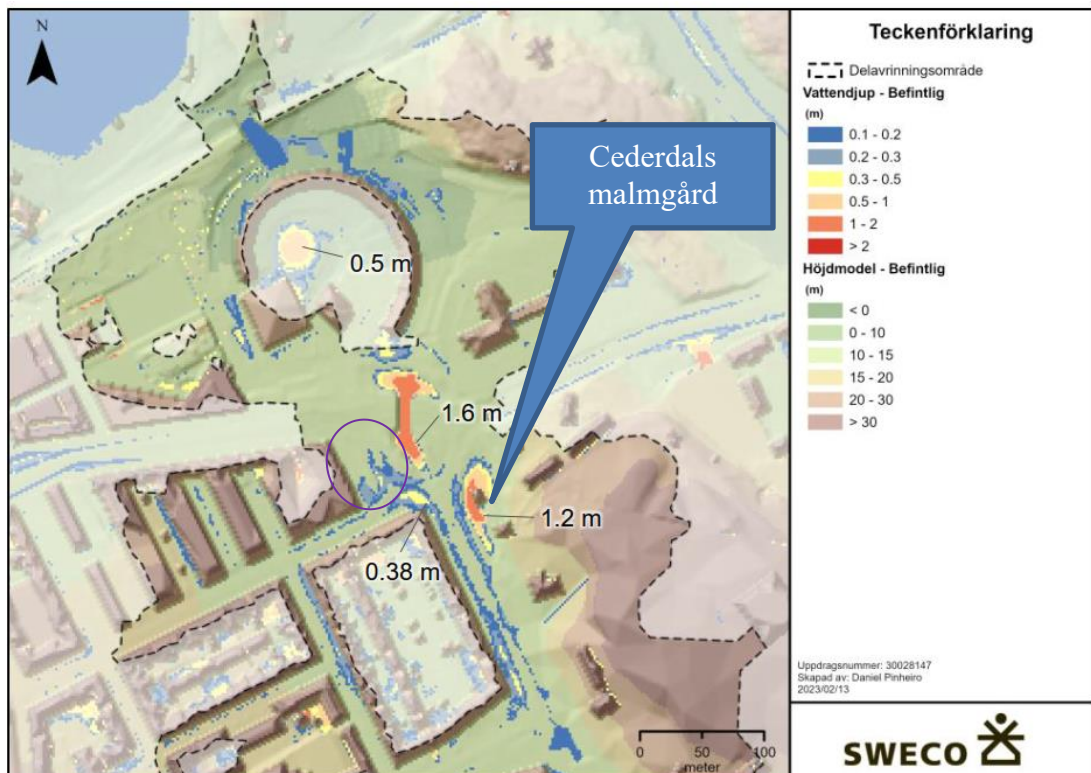 N
Cederdals
malmgård
0.5 m
1.6 m
1.2 m
0.38 m
0 50 100
meter
Teckenförklaring
Delavrinningsområde
Vattendjup - Befintlig
(m)
0.1 - 0.2
0.2 - 0.3
0.3 - 0.5
0.5 - 1
1 - 2
> 2
Höjdmodel - Befintlig
(m)
< 0
0 - 10
10 - 15
15 - 20
20 - 30
> 30
Uppdragsnummer: 30028147
Skapad av: Daniel Pinheiro
2023/02/13
SWECO